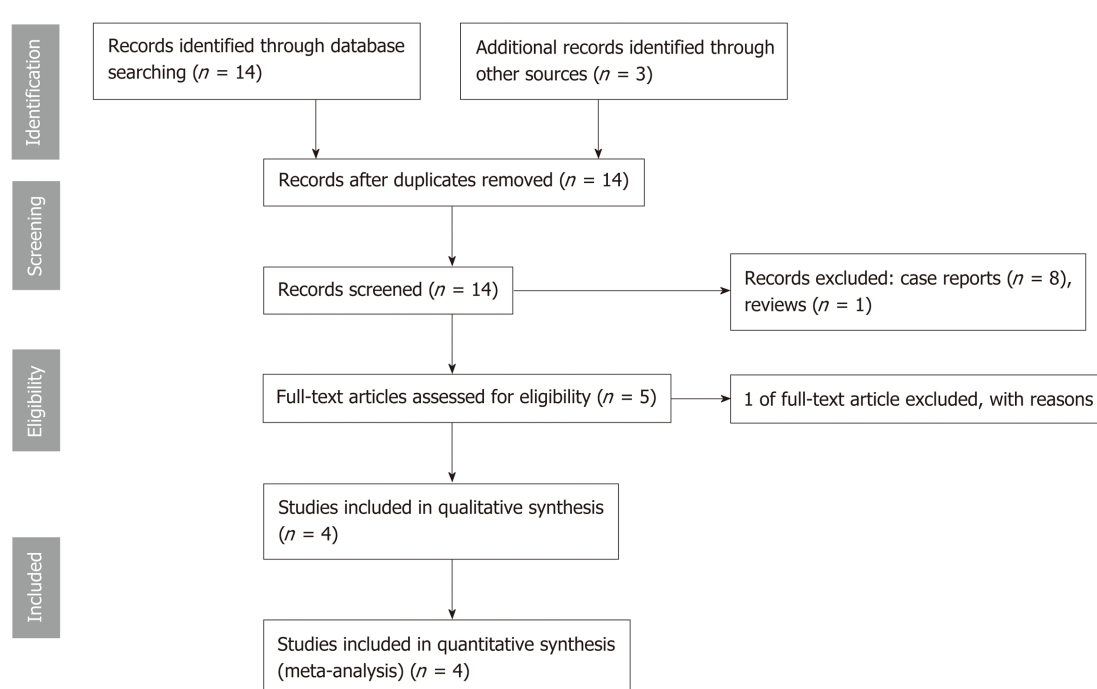 Identification
Records identified through database
searching (n = 14)
Additional records identified through
other sources (n = 3)
Records after duplicates removed (n = 14)
Screening
Records screened (n = 14)
Records excluded: case reports (n = 8),
reviews (n = 1)
Eligibility
Full-text articles assessed for eligibility (n = 5)
1 of full-text article excluded, with reasons
Studies included in qualitative synthesis
(n = 4)
Included
Studies included in quantitative synthesis
(meta-analysis) (n = 4)